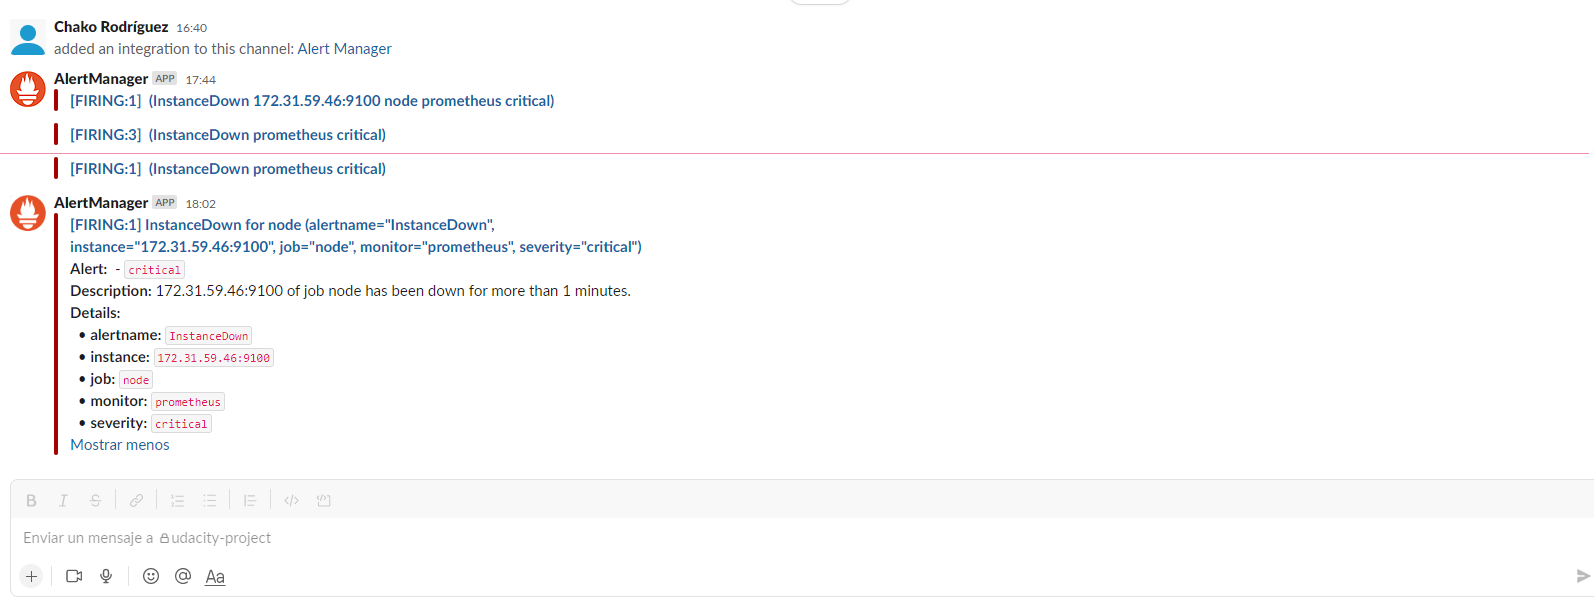 Chako Rodríguez 16:40
added an integration to this channel: Alert Manager
AlertManager APP 17:44
[FIRING:1] (InstanceDown 172.31.59.46:9100 node prometheus critical)
[FIRING:3] (InstanceDown prometheus critical)
[FIRING:1] (InstanceDown prometheus critical)
AlertManager APP 18:02
[FIRING:1] InstanceDown for node (alertname="InstanceDown",
instance="172.31.59.46:9100", job="node", monitor="prometheus", severity="critical")
Alert: - critical
Description: 172.31.59.46:9100 of job node has been down for more than 1 minutes.
Details:
• alertname: InstanceDown
• instance: 172.31.59.46:9100
• job: node
• monitor: prometheus
• severity: critical
Mostrar menos
B I S
Enviar un mensaje a udacity-project
Aa